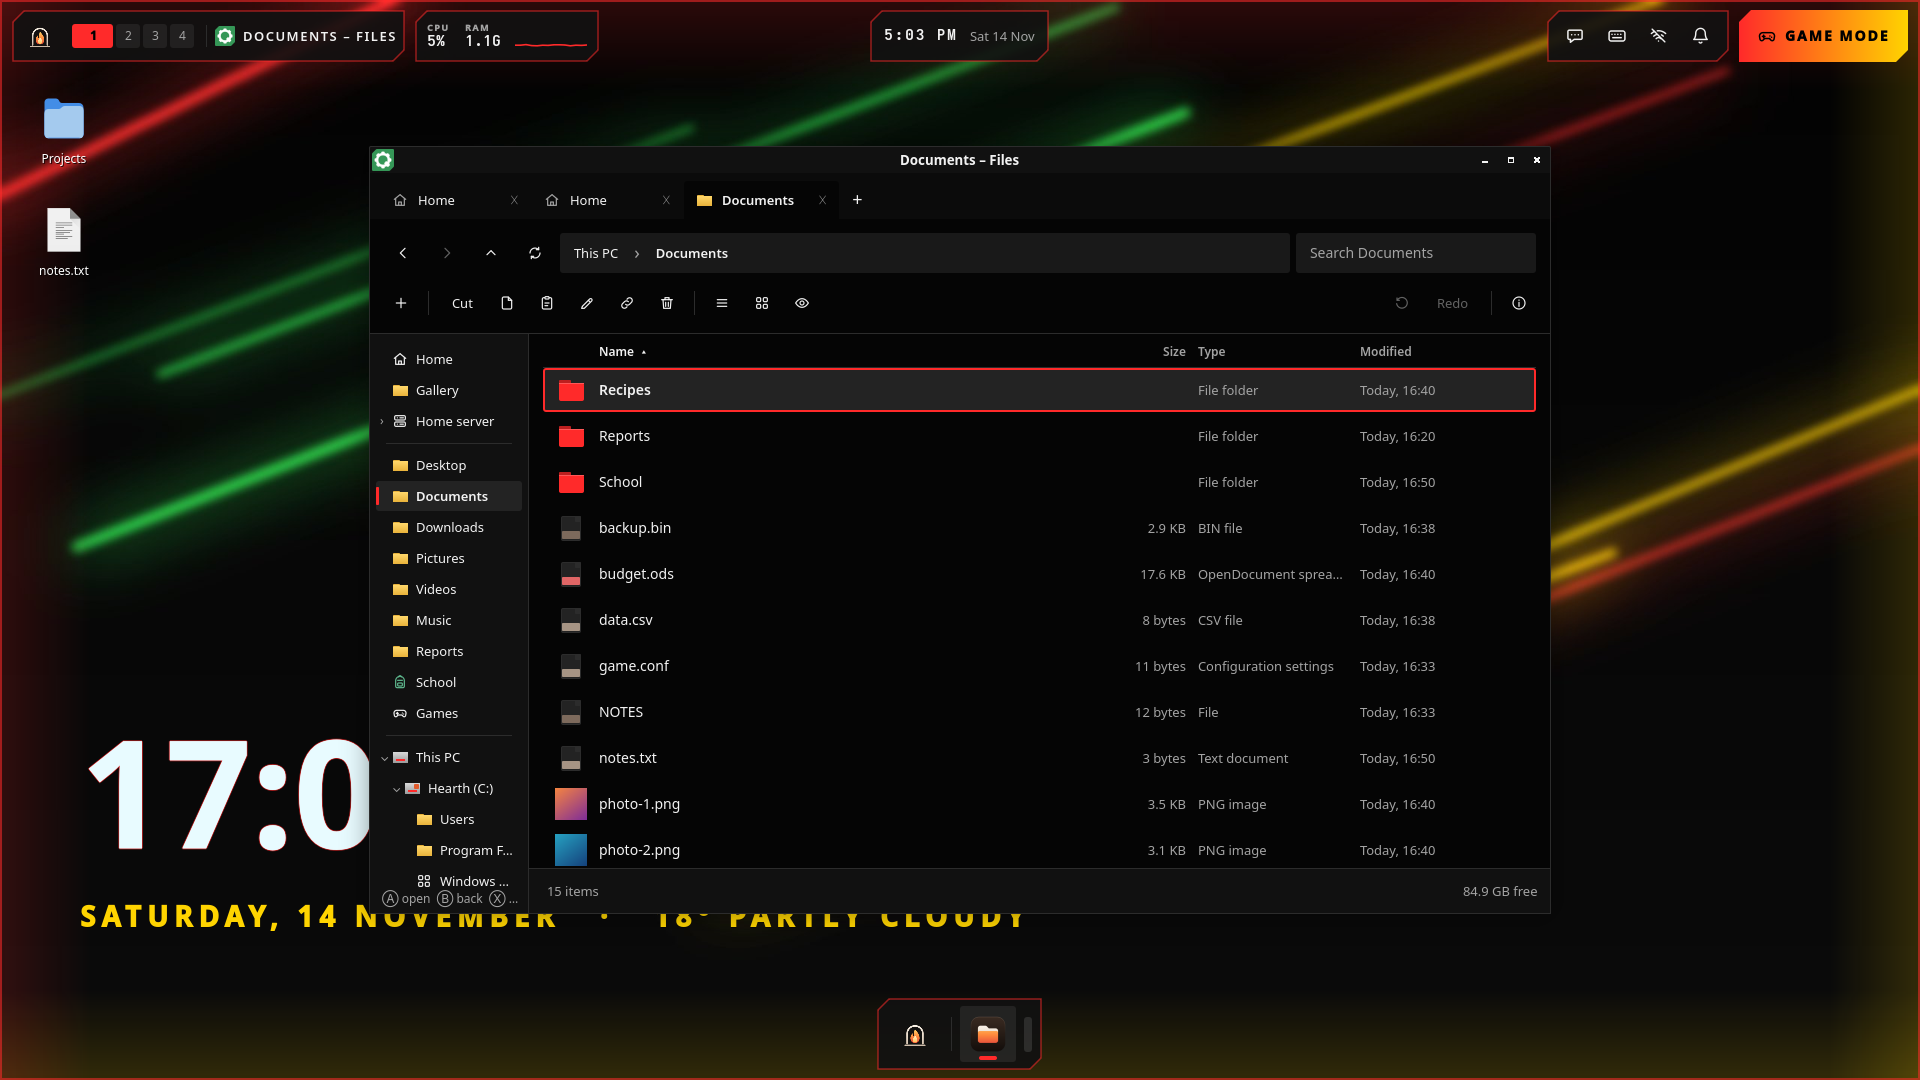 1 2 3 4 DOCUMENTS – FILES
CPU 5% RAM 1.1G
5:03 PM Sat 14 Nov
GAME MODE
Projects
notes.txt
Documents – Files
Home X Home X Documents X +
This PC › Documents
Search Documents
Cut
Redo
Home
Gallery
Home server
Desktop
Documents
Downloads
Pictures
Videos
Music
Reports
School
Games
This PC
Hearth (C:)
Users
Program F...
Windows ...
A open B back X ...
Name Size Type Modified
Recipes File folder Today, 16:40
Reports File folder Today, 16:20
School File folder Today, 16:50
backup.bin 2.9 KB BIN file Today, 16:38
budget.ods 17.6 KB OpenDocument sprea... Today, 16:40
data.csv 8 bytes CSV file Today, 16:38
game.conf 11 bytes Configuration settings Today, 16:33
NOTES 12 bytes File Today, 16:33
notes.txt 3 bytes Text document Today, 16:50
photo-1.png 3.5 KB PNG image Today, 16:40
photo-2.png 3.1 KB PNG image Today, 16:40
15 items
84.9 GB free
17:0
SATURDAY, 14 NOVEMBER · 18° PARTLY CLOUDY